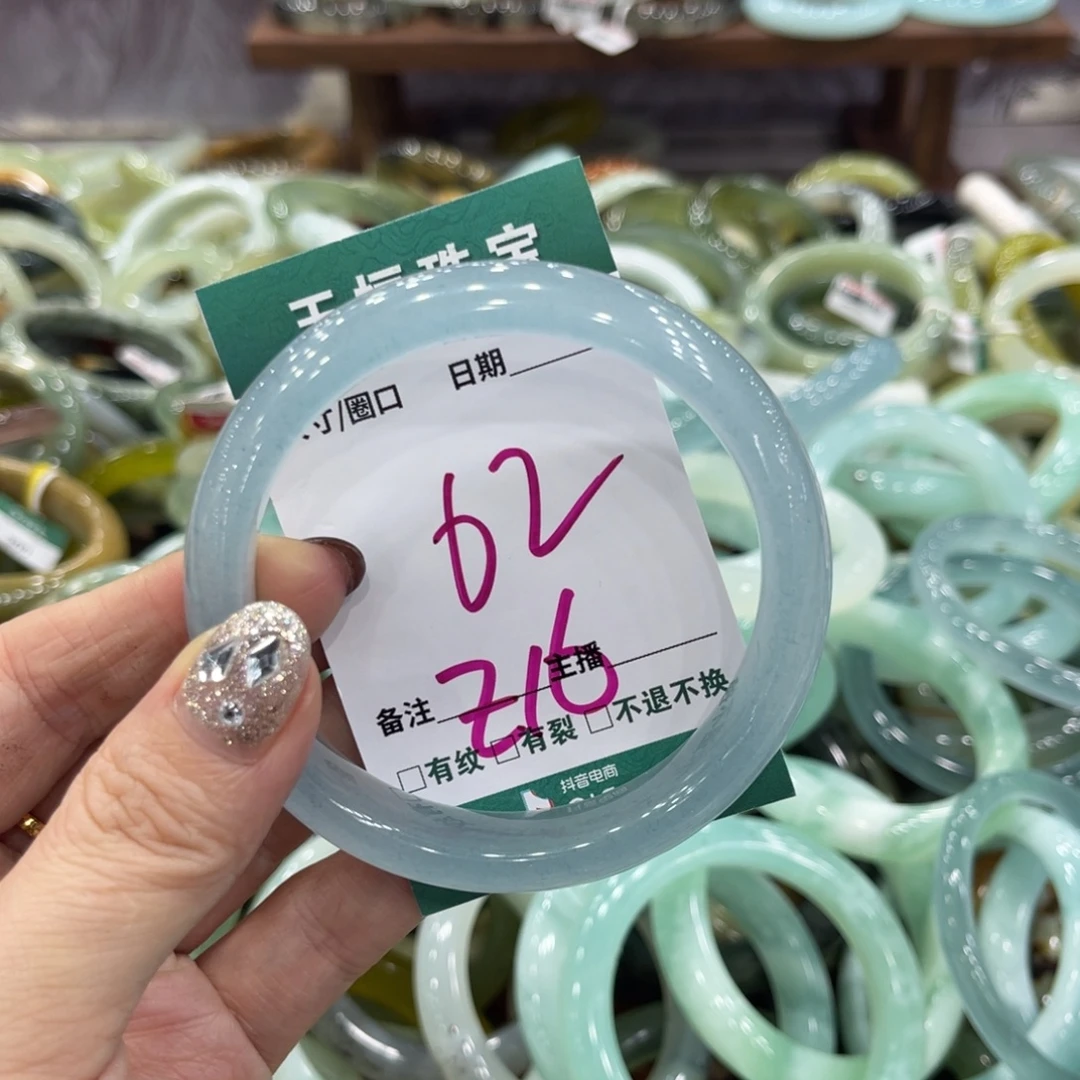 珠宝
寸/圈口 日期
62
216
主播
备注
□有纹 □有裂 □不退不换
抖音电商